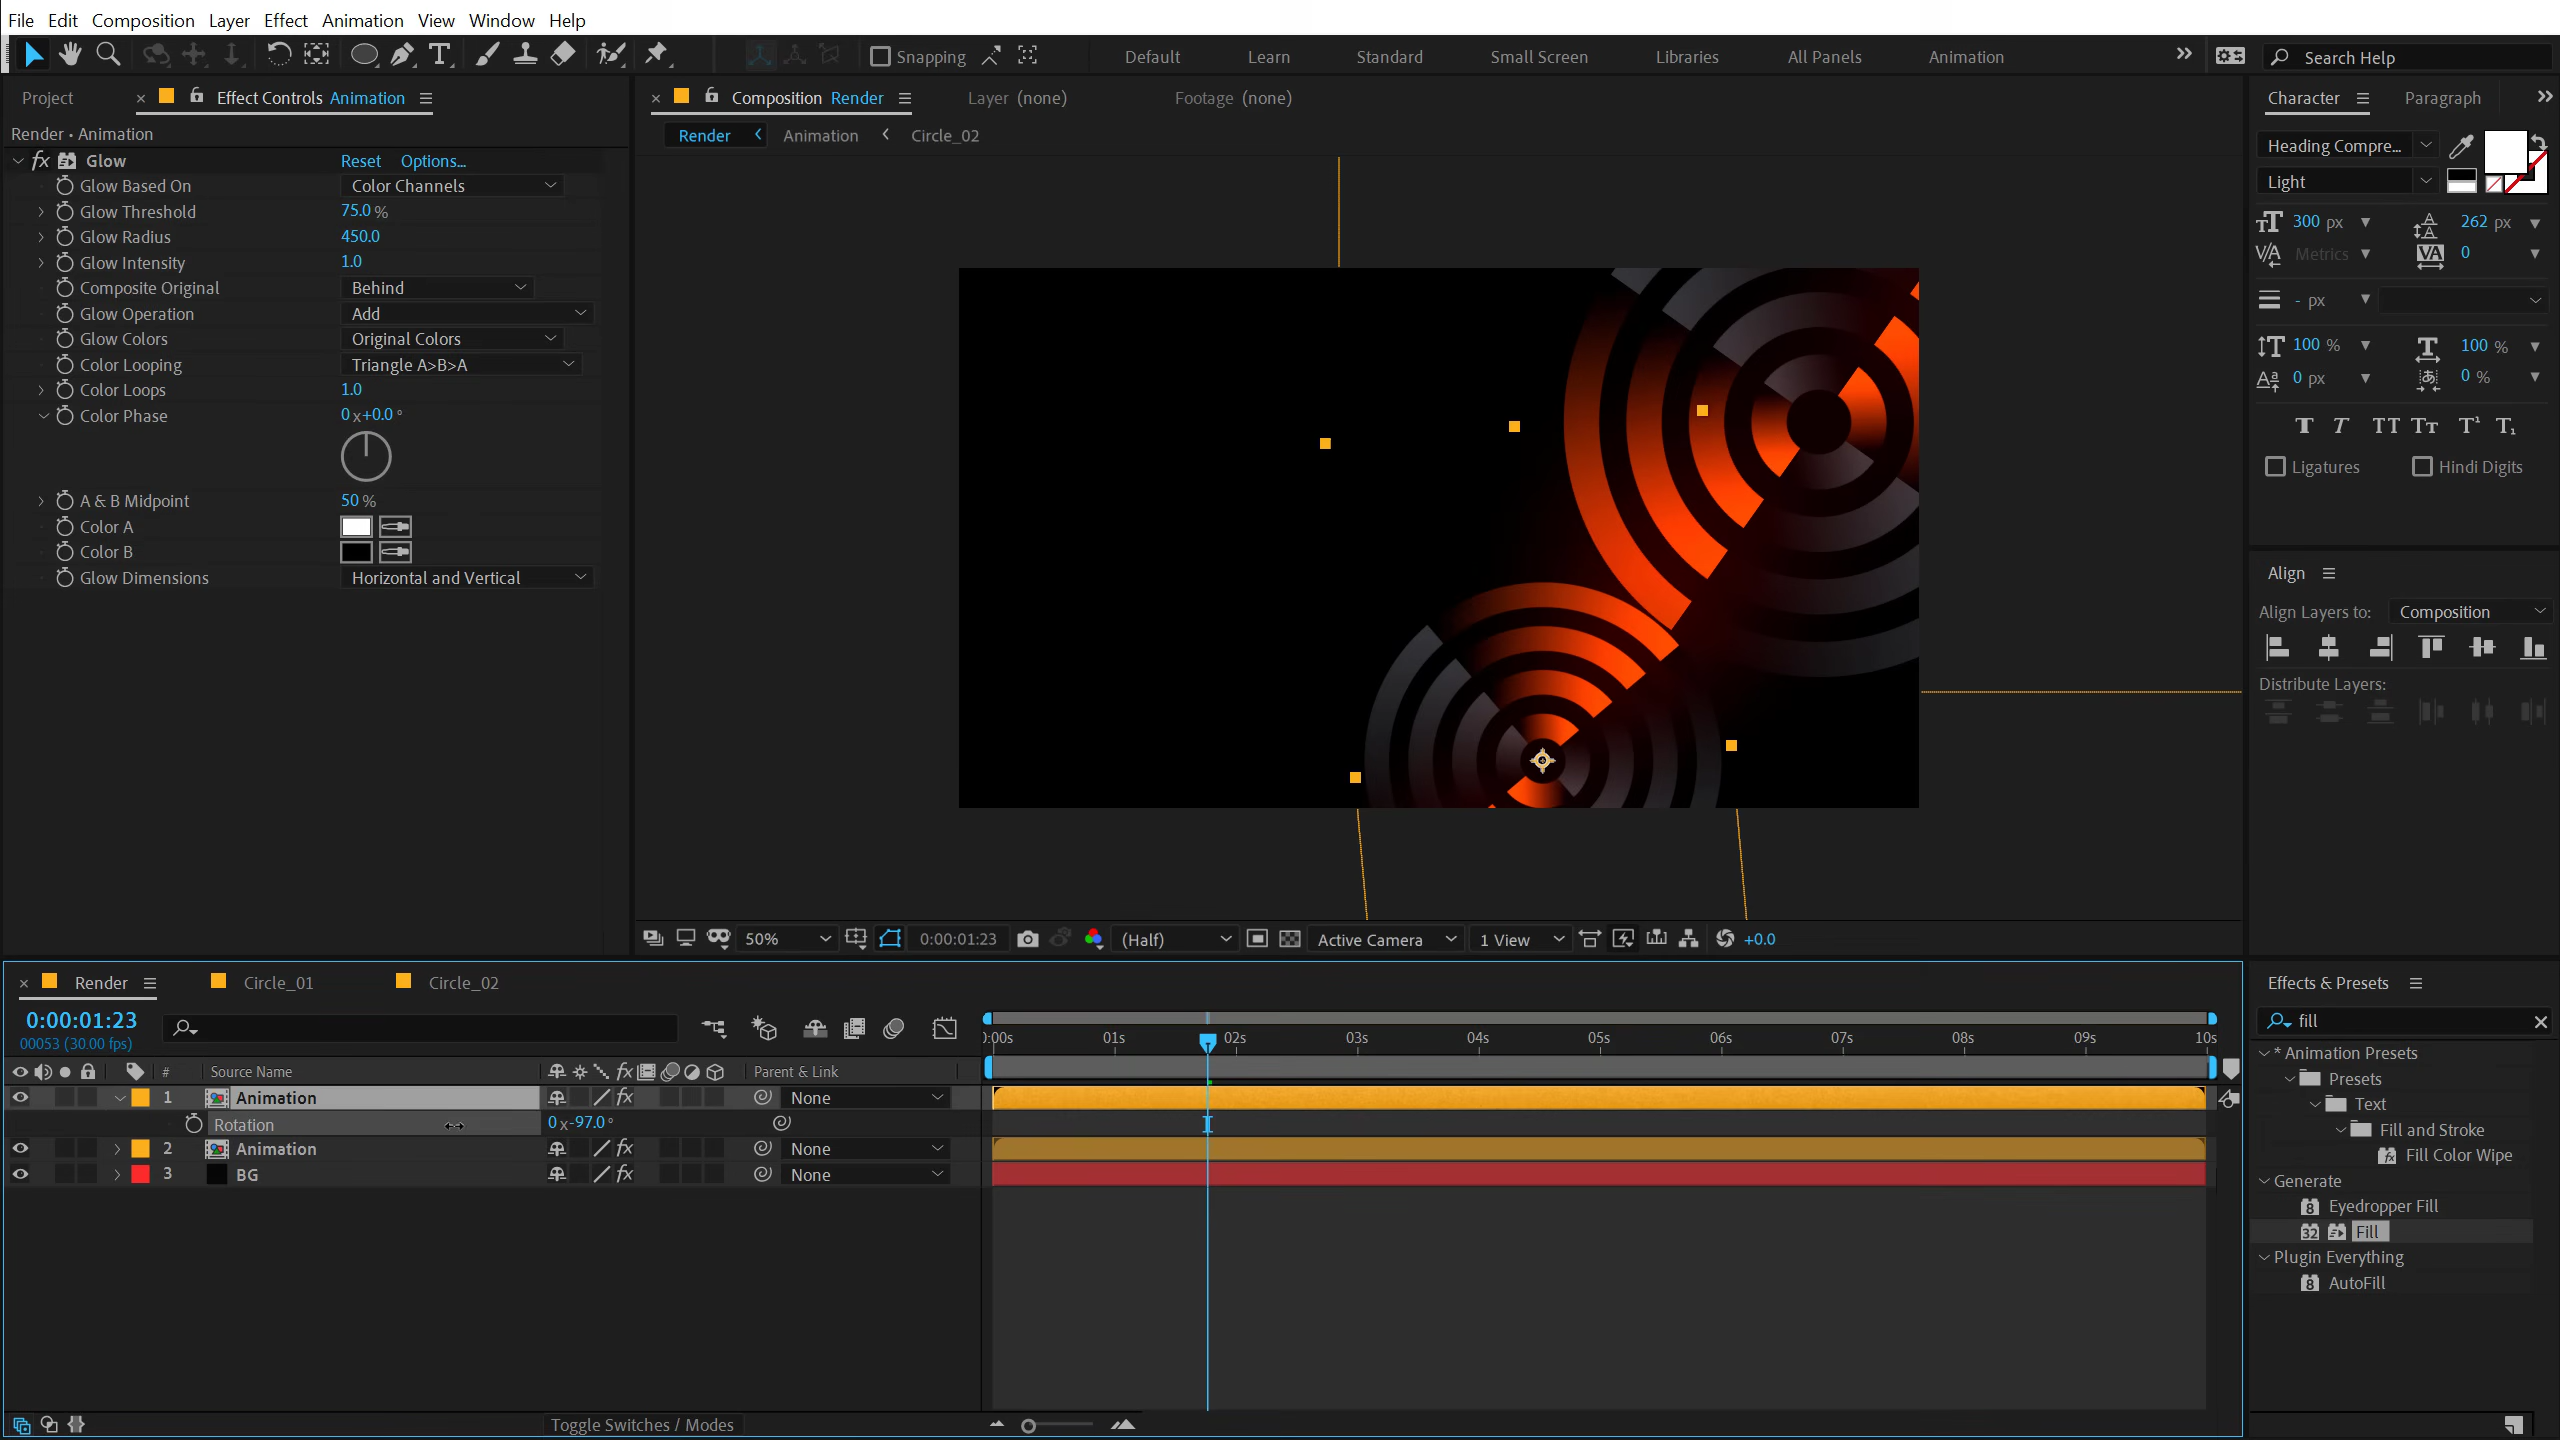 File Edit Composition Layer Effect Animation View Window Help
Snapping Default Learn Standard Small Screen Libraries All Panels Animation Search Help
Project Effect Controls Animation
Composition Render Layer (none) Footage (none)
Character Paragraph
Render • Animation
Render Animation Circle_02
Glow Reset Options...
Glow Based On Color Channels
Glow Threshold 75.0 %
Glow Radius 450.0
Glow Intensity 1.0
Composite Original Behind
Glow Operation Add
Glow Colors Original Colors
Color Looping Triangle A>B>A
Color Loops 1.0
Color Phase 0x+0.0°
A & B Midpoint 50 %
Color A
Color B
Glow Dimensions Horizontal and Vertical
Heading Compre...
Light
300 px 262 px
Metrics 0
- px
100 % 100 %
0 px 0 %
Ligatures Hindi Digits
Align
Align Layers to: Composition
Distribute Layers:
50% 0:00:01:23 (Half) Active Camera 1 View +0.0
Render Circle_01 Circle_02
0:00:01:23
00053 (30.00 fps)
):00s 01s 02s 03s 04s 05s 06s 07s 08s 09s 10s
# Source Name Parent & Link
1 Animation None
Rotation 0x-97.0°
2 Animation None
3 BG None
Toggle Switches / Modes
Effects & Presets
fill
* Animation Presets
Presets
Text
Fill and Stroke
Fill Color Wipe
Generate
Eyedropper Fill
Fill
Plugin Everything
AutoFill